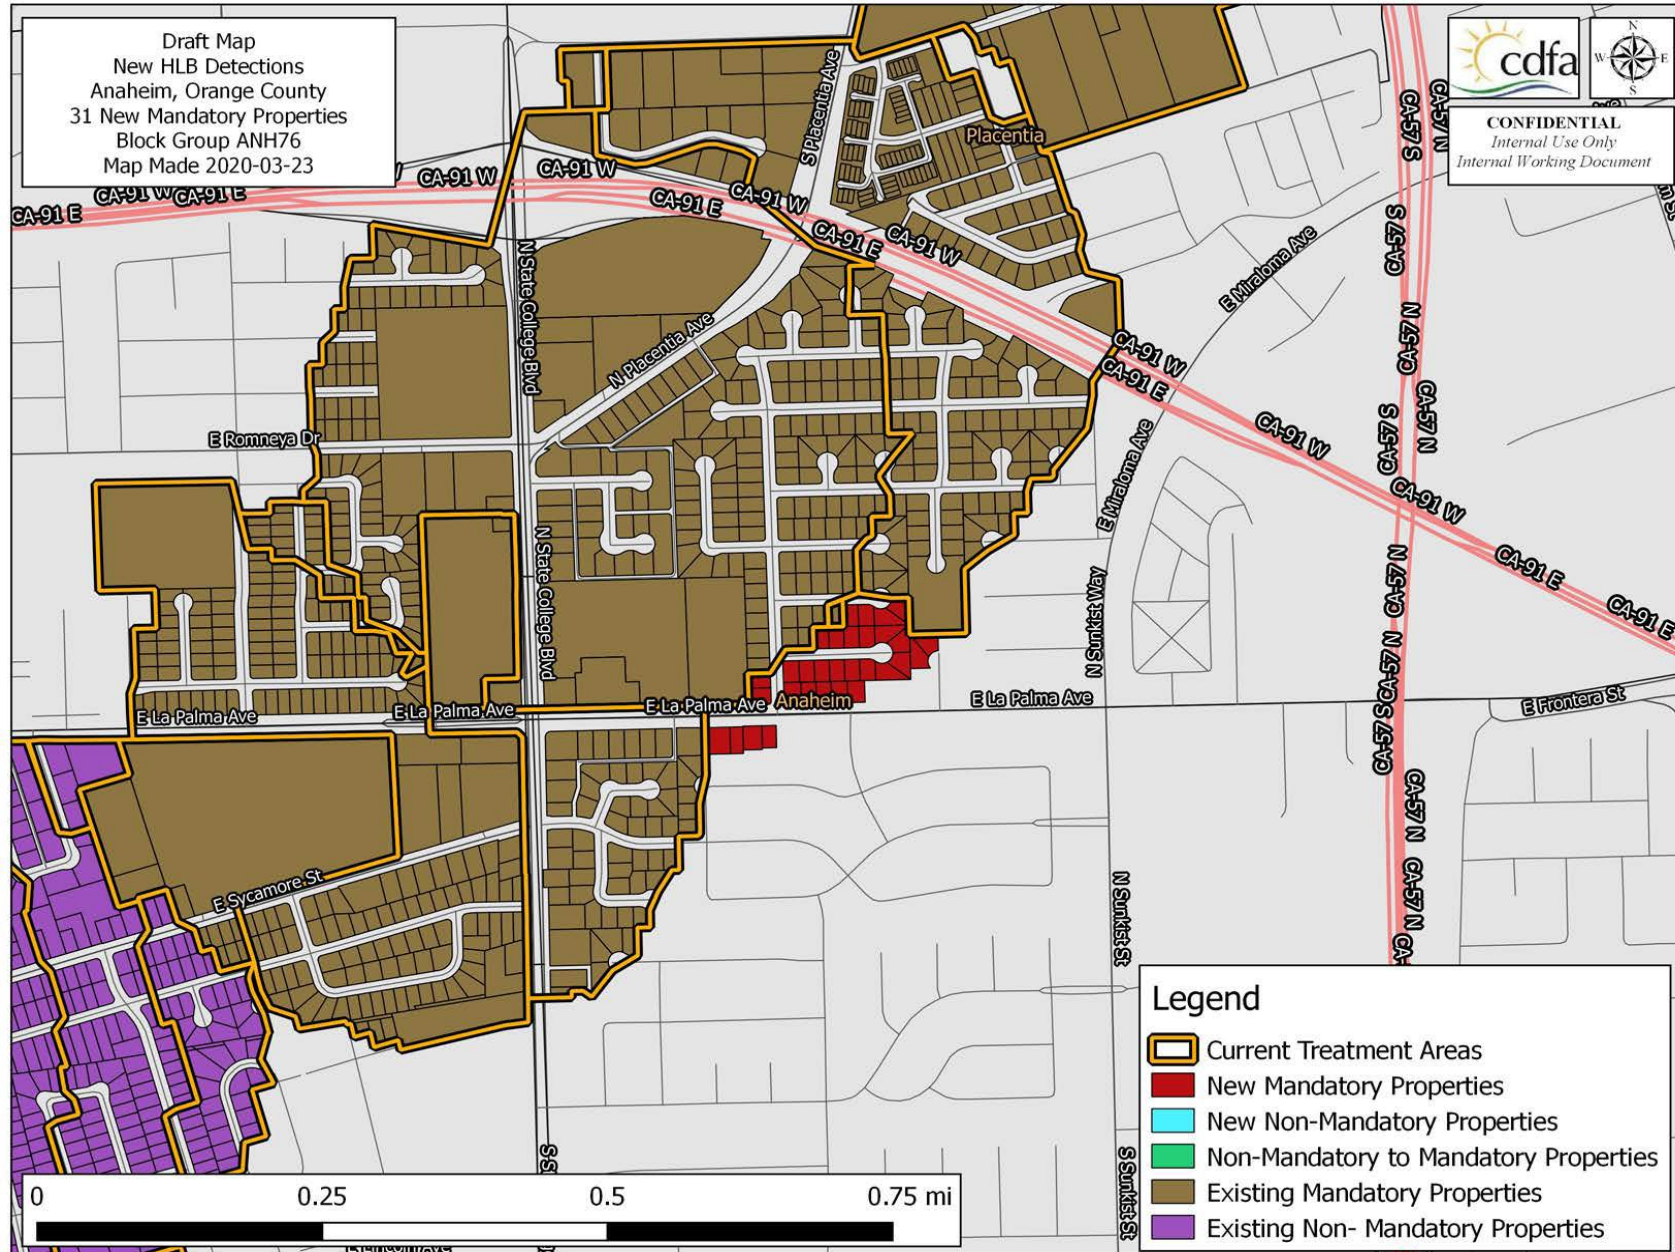 Draft Map
New HLB Detections
Anaheim, Orange County
31 New Mandatory Properties
Block Group ANH76
Map Made 2020-03-23
cdfa
N
W
E
S
CONFIDENTIAL
Internal Use Only
Internal Working Document
S Placentia Ave
Placentia
CA-57 S
CA-57 N
CA-91 W
CA-91 E
CA-91 W
CA-91 E
CA-91 W
CA-91 W
CA-91 E
CA-91 W
CA-91 E
CA-91 W
CA-57 S
E Miraloma Ave
N State College Blvd
N Placentia Ave
CA-57 N
CA-91 W
CA-91 E
CA-57 S
CA-57 N
E Romneya Dr
CA-91 W
E Miraloma Ave
CA-91 W
N State College Blvd
CA-91 E
CA-57 N
CA-91 E
N Sunkist Way
CA-57 N
CA-57 S
E La Palma Ave
E La Palma Ave
E La Palma Ave
Anaheim
E La Palma Ave
E Frontera St
CA-57 S
CA-57 N
E Sycamore St
CA-57 N
N Sunkist St
CA-
S Sunkist St
Legend
Current Treatment Areas
New Mandatory Properties
New Non-Mandatory Properties
Non-Mandatory to Mandatory Properties
Existing Mandatory Properties
Existing Non- Mandatory Properties
0
0.25
0.5
0.75 mi